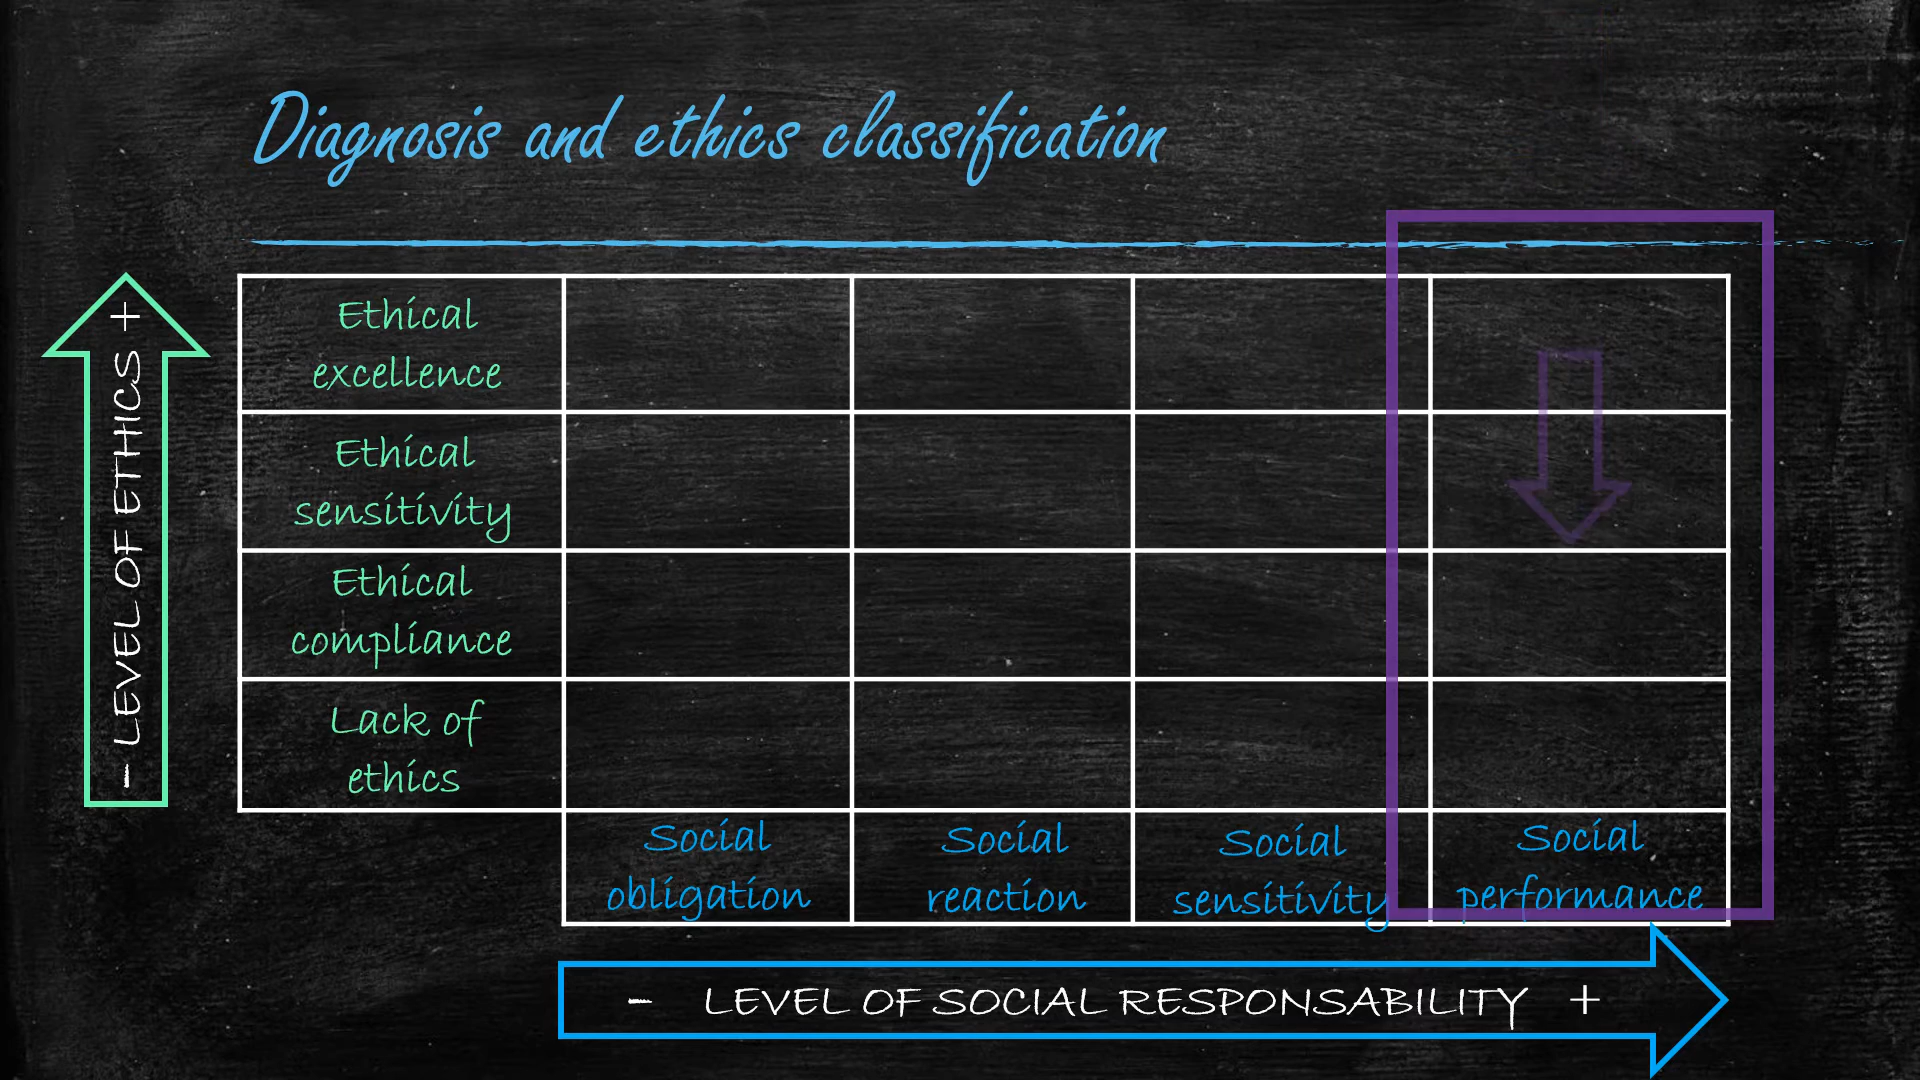 Diagnosis and ethics classification
+
- LEVEL OF ETHICS +
Ethical
excellence
Ethical
sensitivity
Ethical
compliance
Lack of
ethics
Social
obligation
Social
reaction
Social
sensitivity
Social
performance
- LEVEL OF SOCIAL RESPONSABILITY +